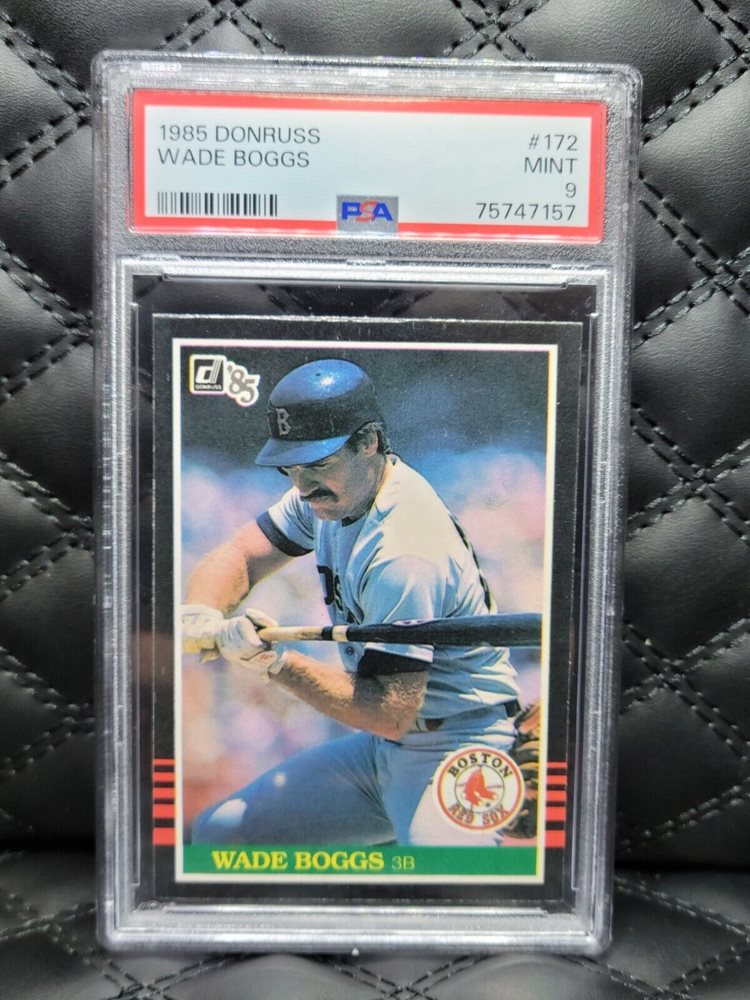 1985 DONRUSS
#172
WADE BOGGS
MINT
9
75747157
PSA
d '85
DONRUSS
B
BOSTON
RED SOX
WADE BOGGS 3B